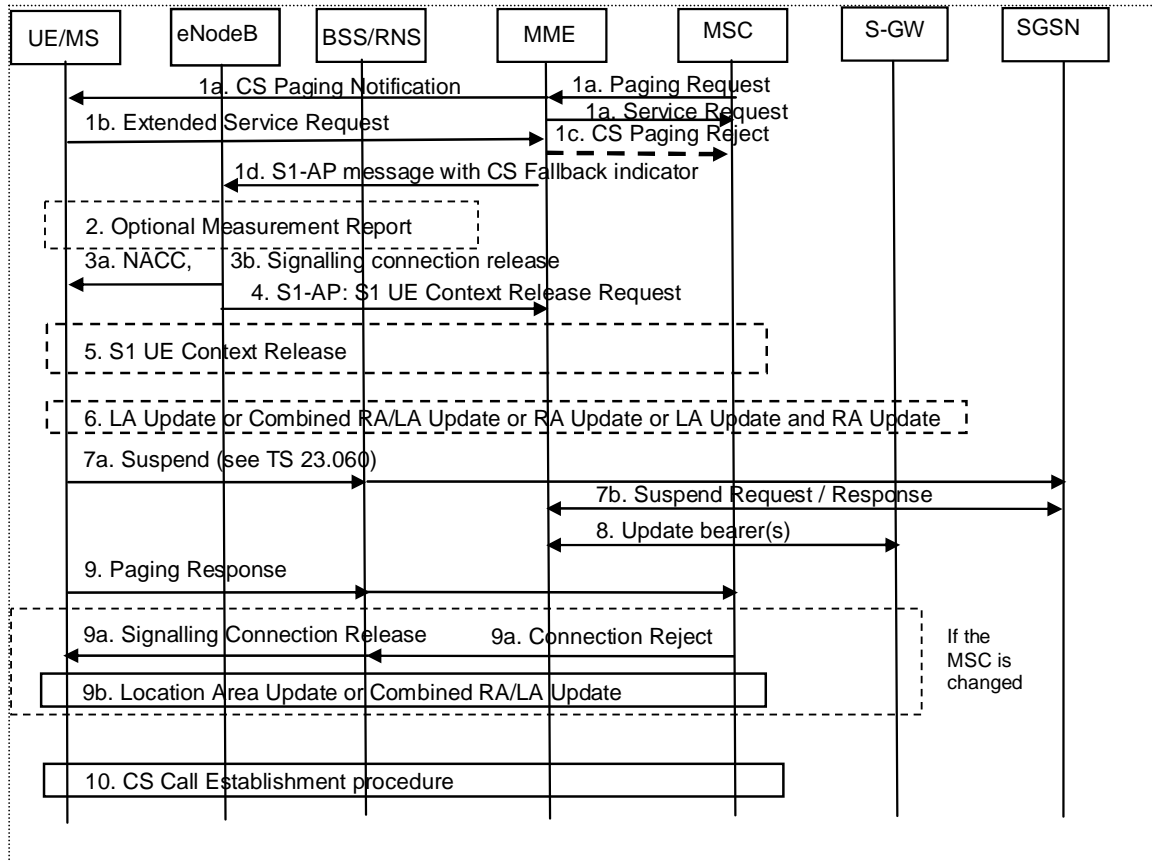 UE/MS
eNodeB
BSS/RNS
MME
MSC
S-GW
SGSN
1a. CS Paging Notification
1a. Paging Request
1a. Service Request
1b. Extended Service Request
1c. CS Paging Reject
1d. S1-AP message with CS Fallback indicator
2. Optional Measurement Report
3a. NACC,
3b. Signalling connection release
4. S1-AP: S1 UE Context Release Request
5. S1 UE Context Release
6. LA Update or Combined RA/LA Update or RA Update or LA Update and RA Update
7a. Suspend (see TS 23.060)
7b. Suspend Request / Response
8. Update bearer(s)
9. Paging Response
9a. Signalling Connection Release
9a. Connection Reject
If the
MSC is
changed
9b. Location Area Update or Combined RA/LA Update
10. CS Call Establishment procedure